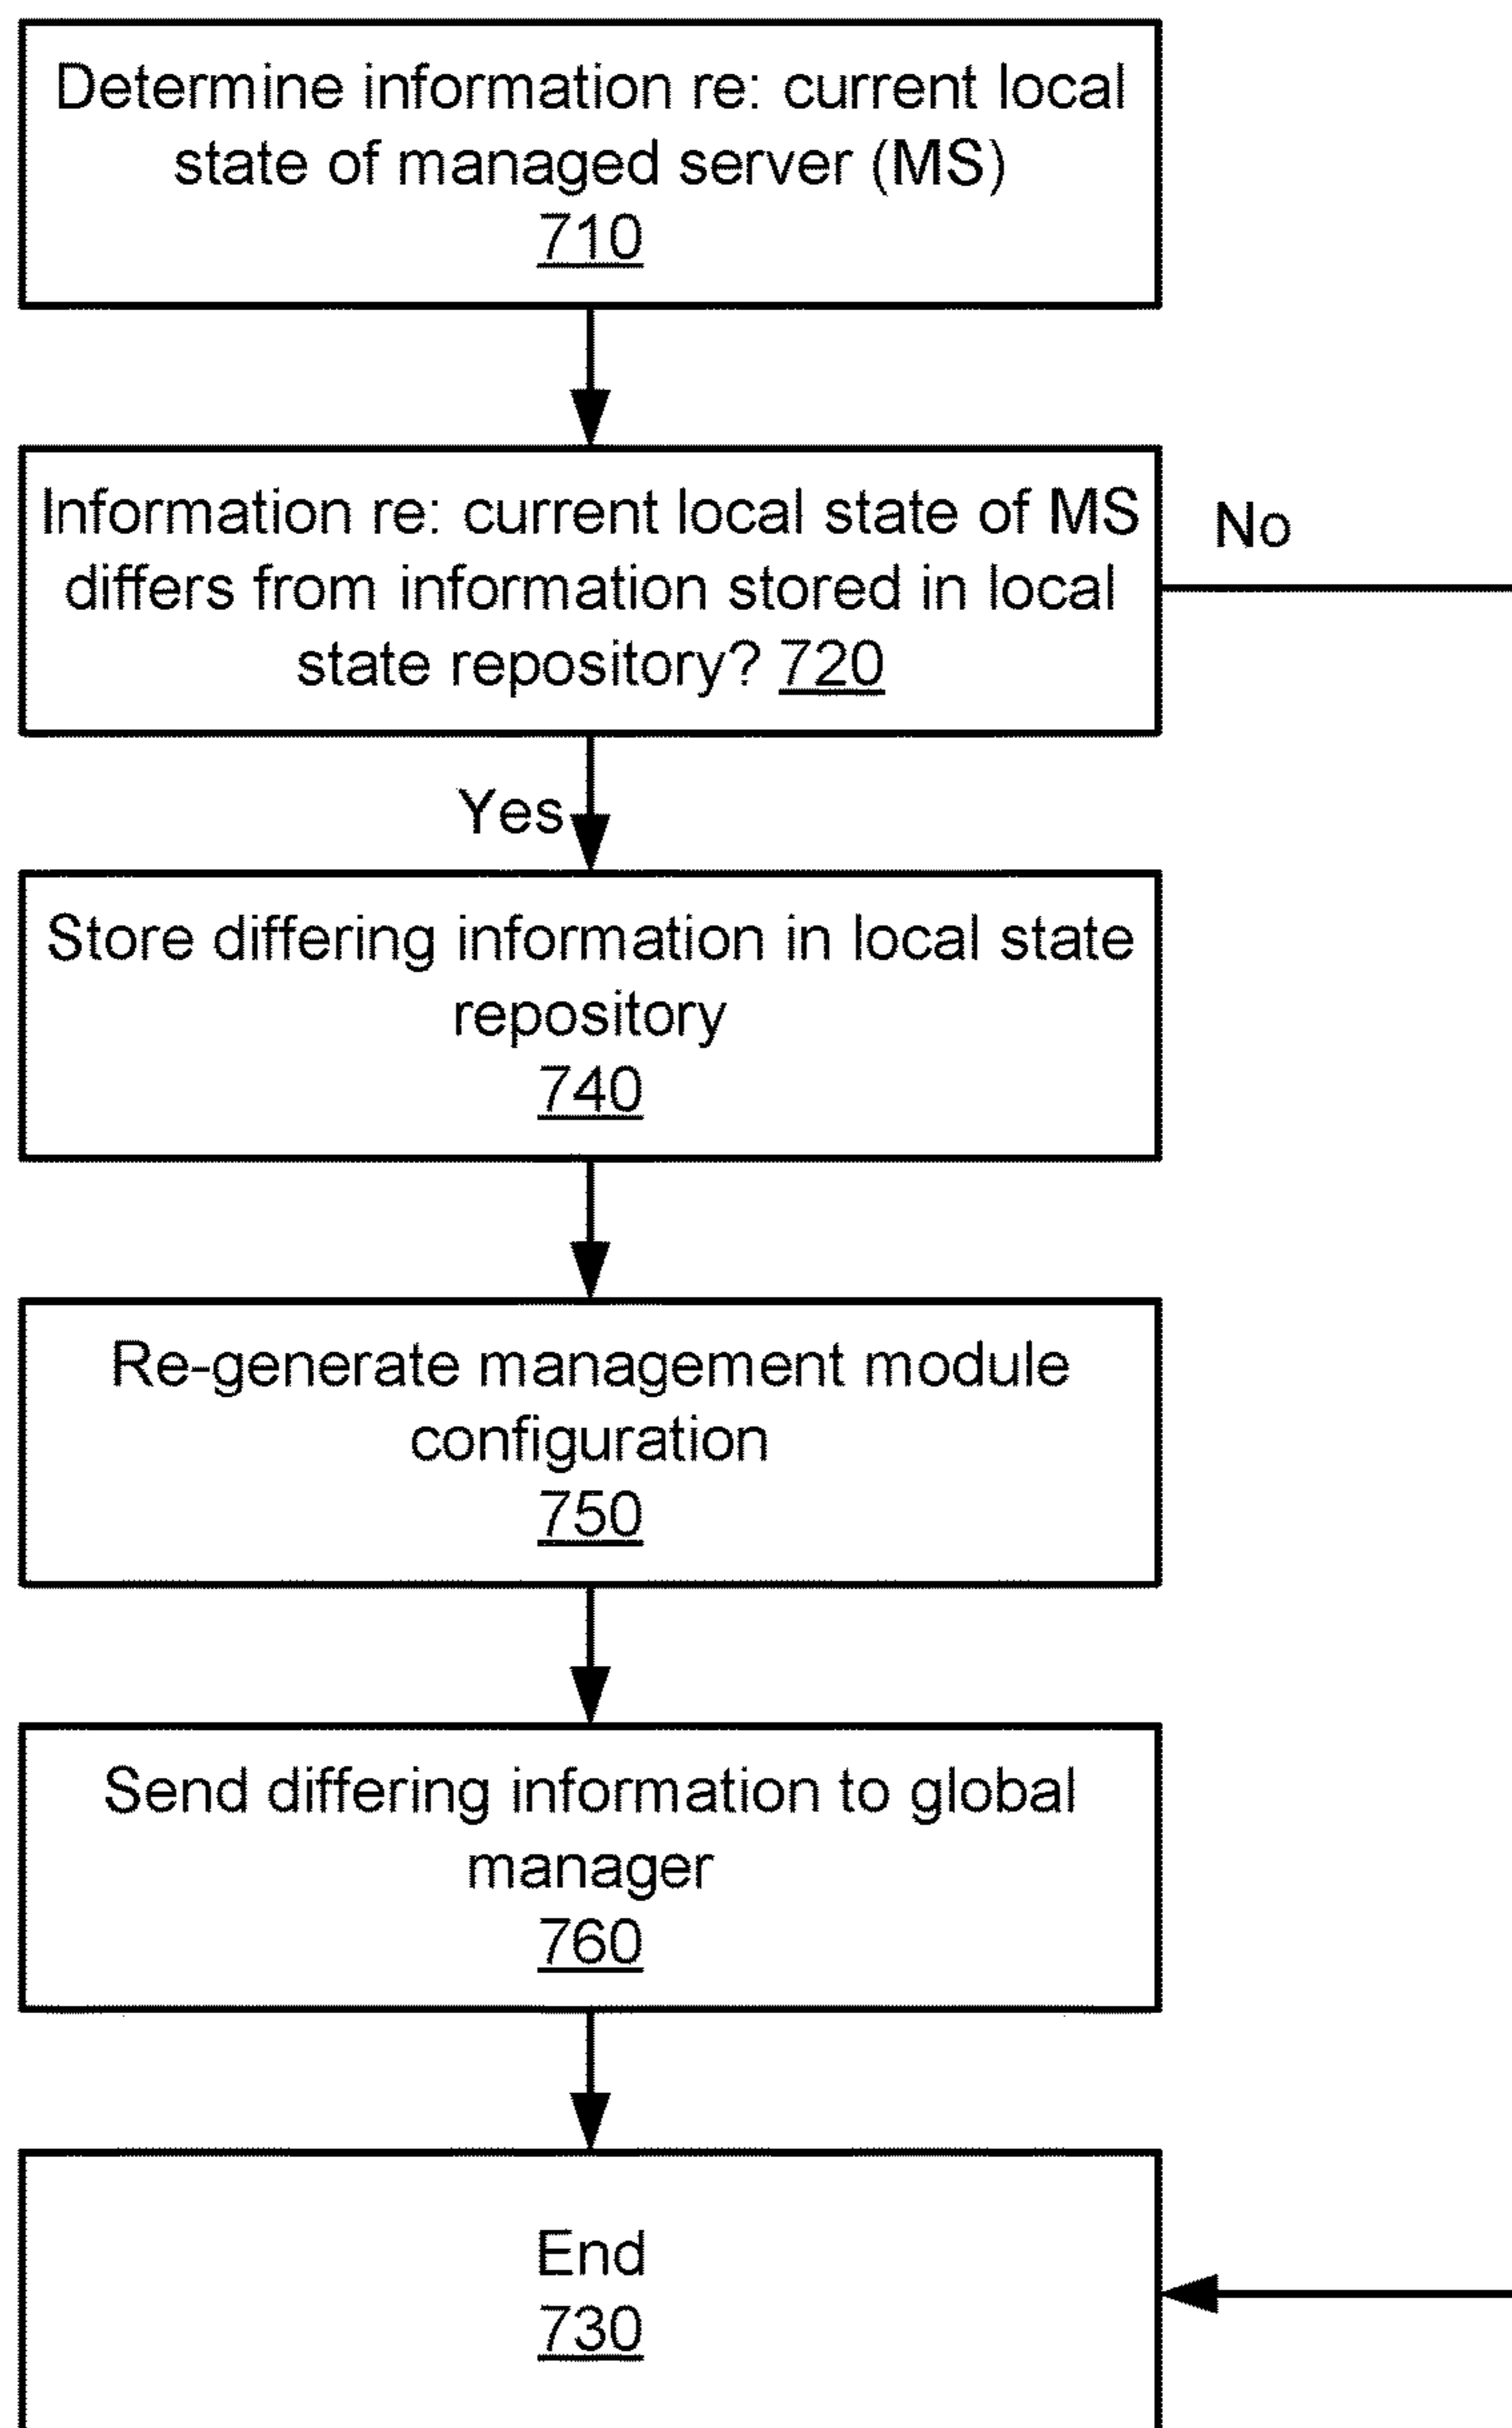 Determine information re: current local
state of managed server (MS)
710
Information re: current local state of MS
differs from information stored in local
state repository? 720
No
Yes
Store differing information in local state
repository
740
Re-generate management module
configuration
750
Send differing information to global
manager
760
End
730